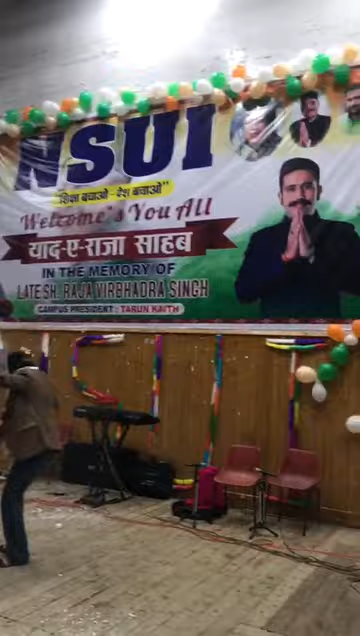 NSUI
"शिक्षा बचाओ - देश बचाओ"
Welcome's You All
याद-ए-राजा साहब
IN THE MEMORY OF
LATE SH. RAJA VIRBHADRA SINGH
CAMPUS PRESIDENT : TARUN KAITH